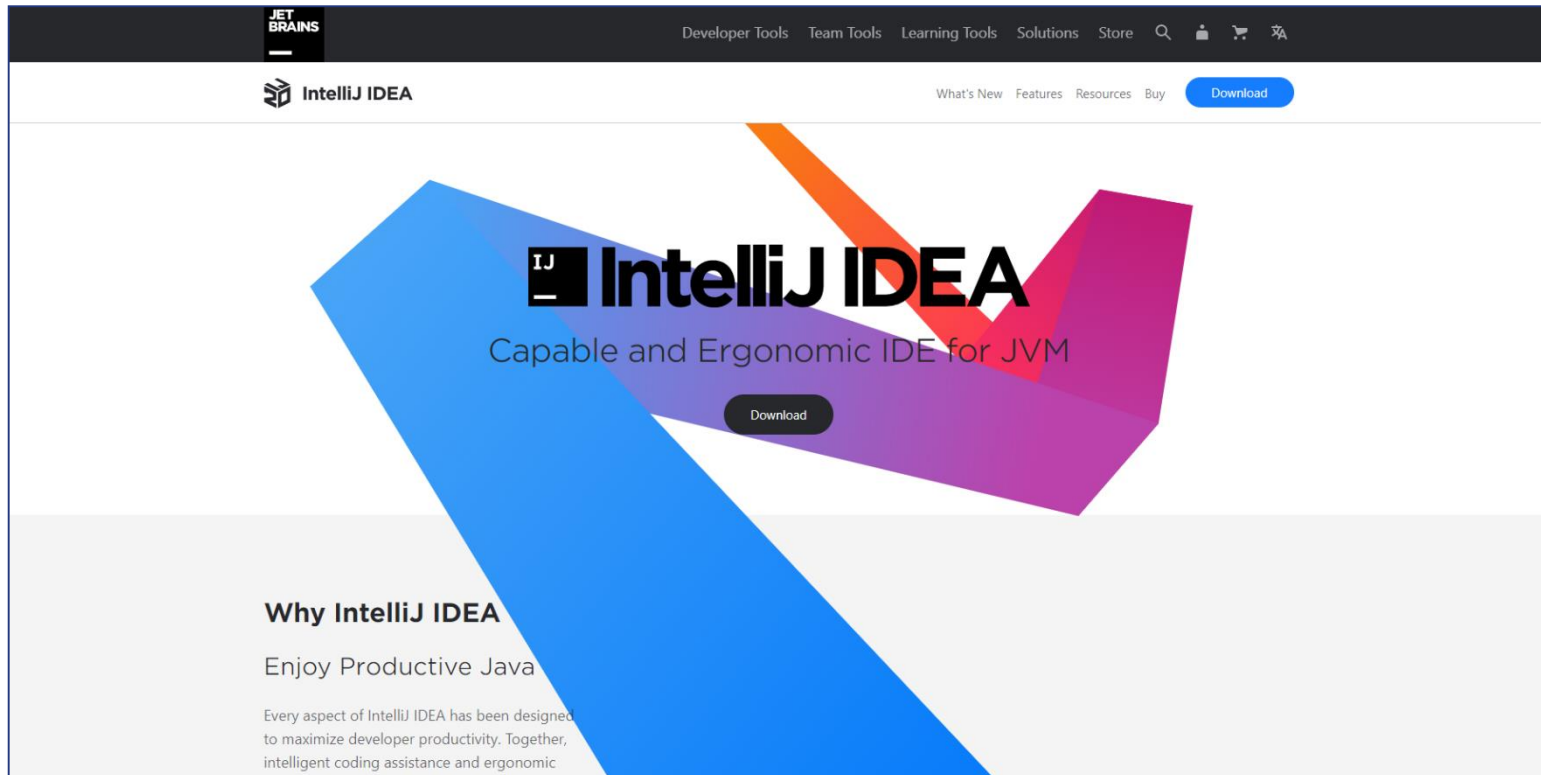 JET
BRAINS
Developer Tools Team Tools Learning Tools Solutions Store
IntelliJ IDEA
What's New Features Resources Buy Download
IJ IntelliJ IDEA
Capable and Ergonomic IDE for JVM
Download
Why IntelliJ IDEA
Enjoy Productive Java
Every aspect of IntelliJ IDEA has been designed
to maximize developer productivity. Together,
intelligent coding assistance and ergonomic